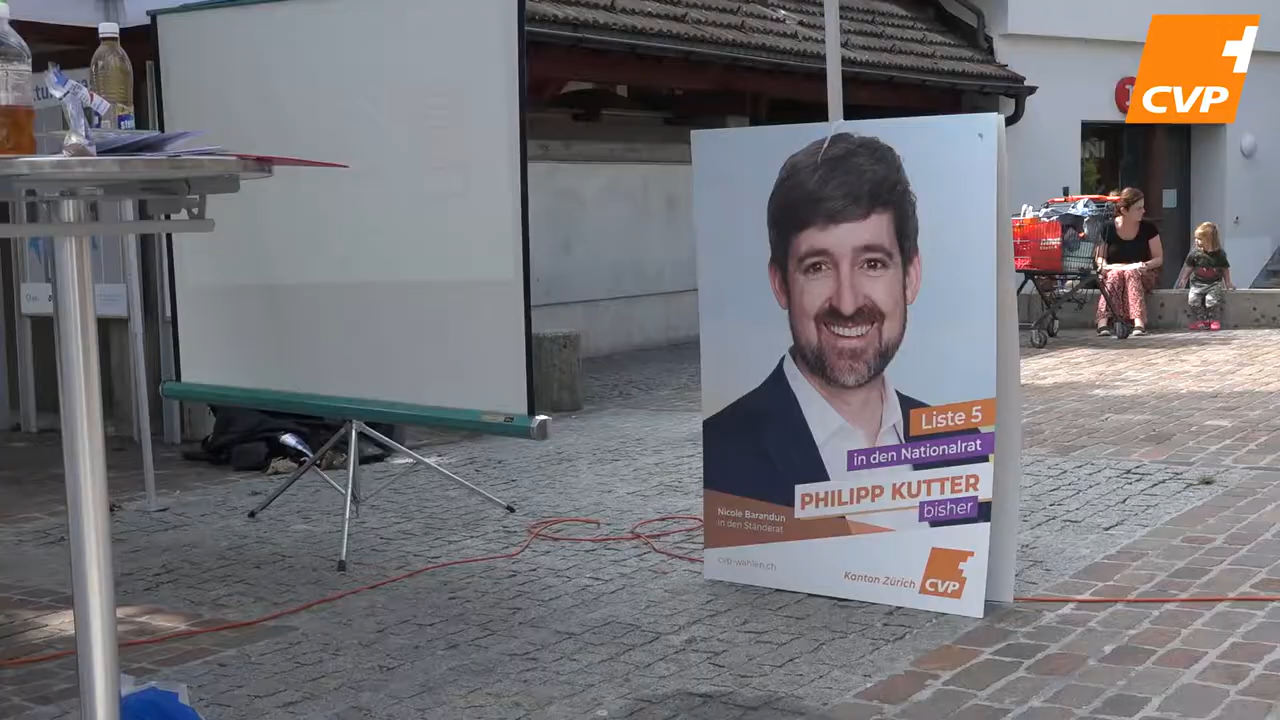 CVP
Liste 5
in den Nationalrat
PHILIPP KUTTER
bisher
Nicole Barandun
in den Ständerat
cvp-wahlen.ch
Kanton Zürich
CVP